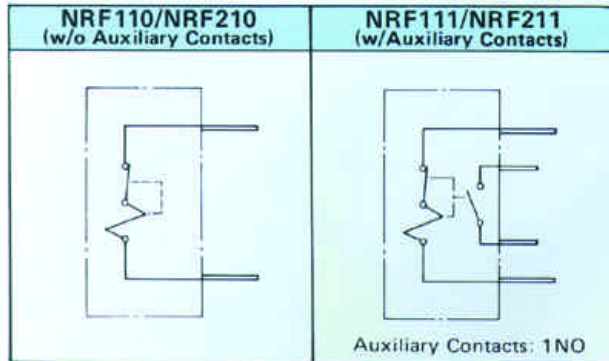 NRF110/NRF210
(w/o Auxiliary Contacts)
NRF111/NRF211
(w/Auxiliary Contacts)
Auxiliary Contacts: 1NO